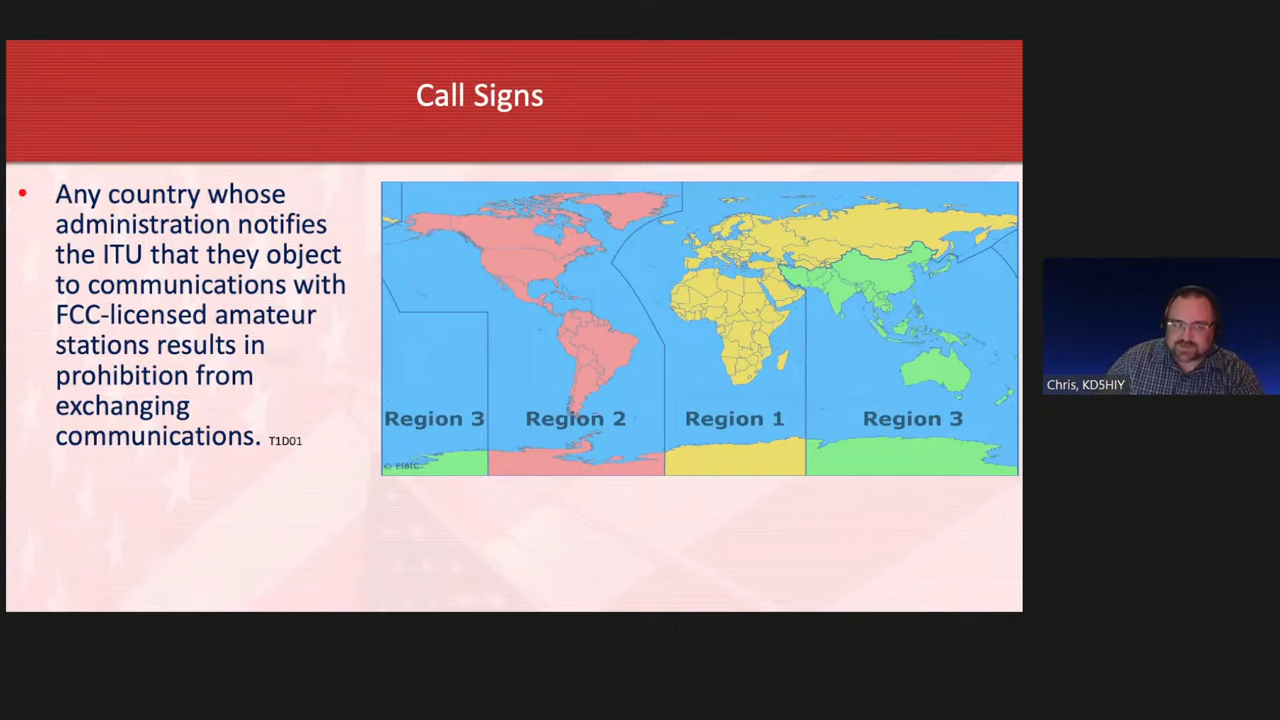 Call Signs
• Any country whose
administration notifies
the ITU that they object
to communications with
FCC-licensed amateur
stations results in
prohibition from
exchanging
communications. T1D01
Region 3
Region 2
Region 1
Region 3
© EI8IC
Chris, KD5HIY